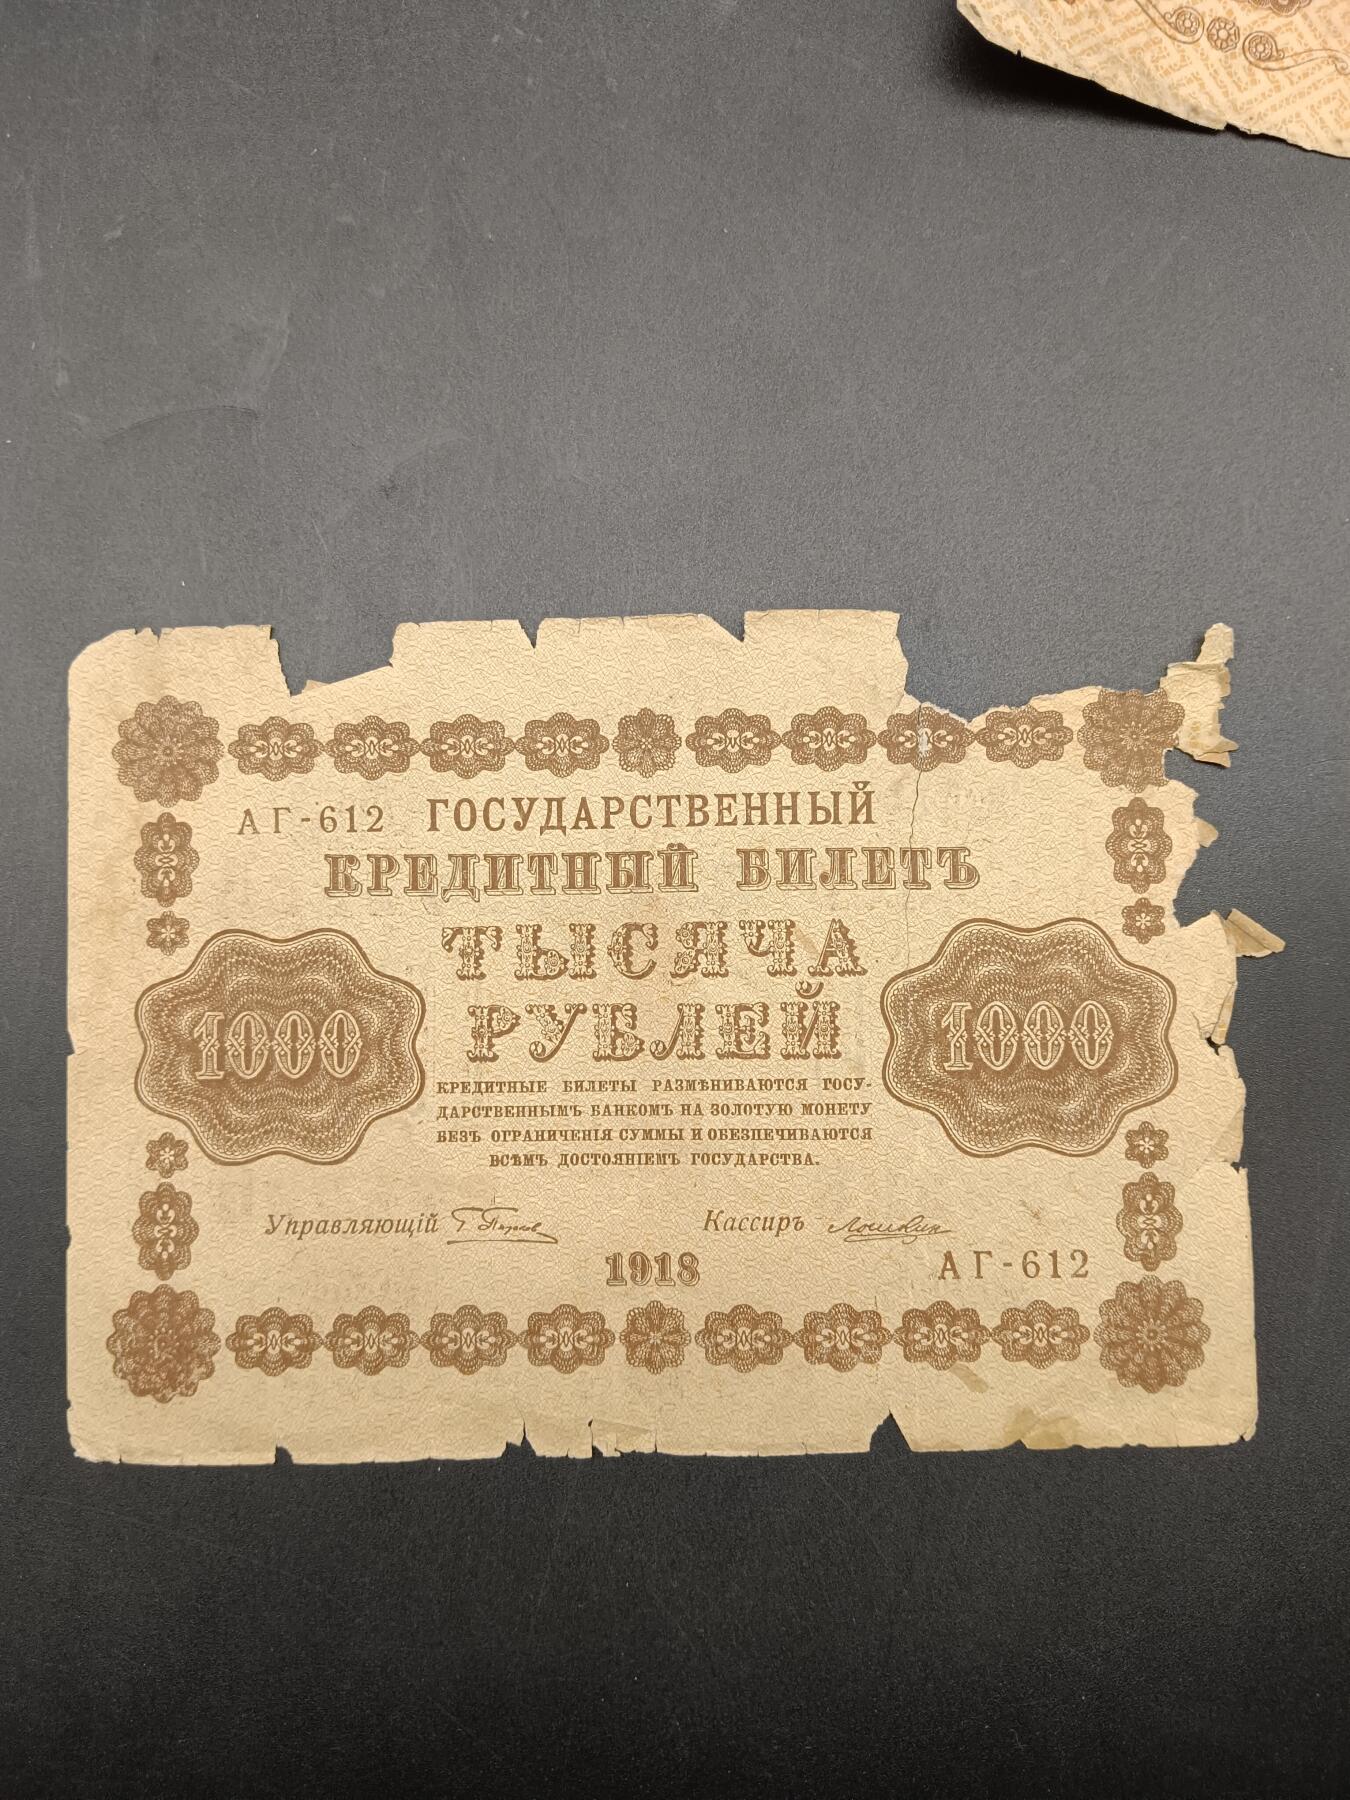 АГ-612 ГОСУДАРСТВЕННЫЙ
КРЕДИТНЫЙ БИЛЕТЪ
ТЫСЯЧА
РУБЛЕЙ
1000 1000
КРЕДИТНЫЕ БИЛЕТЫ РАЗМѢНИВАЮТСЯ ГОСУ-
ДАРСТВЕННЫМЪ БАНКОМЪ НА ЗОЛОТУЮ МОНЕТУ
БЕЗЪ ОГРАНИЧЕНІЯ СУММЫ И ОБЕЗПЕЧИВАЮТСЯ
ВСѢМЪ ДОСТОЯНІЕМЪ ГОСУДАРСТВА.
Управляющій Кассиръ
1918 АГ-612